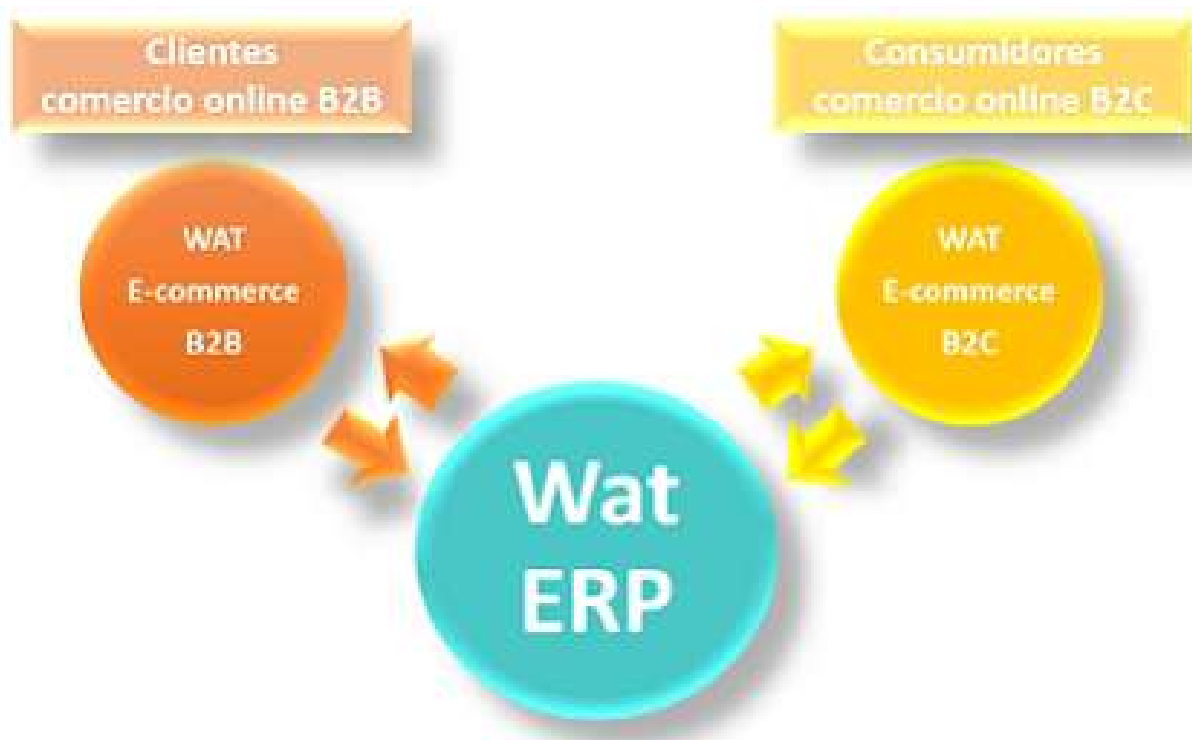 Clientes
comercio online B2B
Consumidores
comercio online B2C
WAT
E-commerce
B2B
WAT
E-commerce
B2C
Wat
ERP